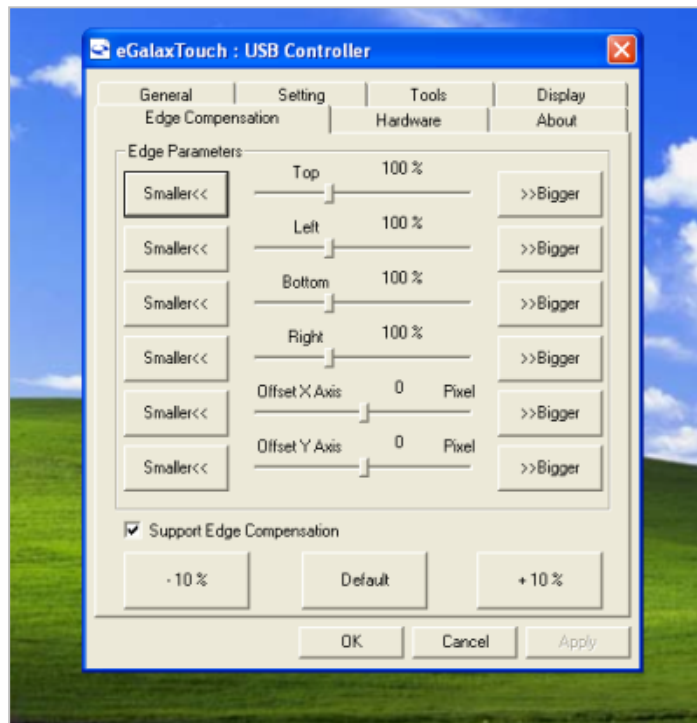 eGalaxTouch : USB Controller
General Setting Tools Display
Edge Compensation Hardware About
Edge Parameters
Top 100 %
Smaller<< >>Bigger
Left 100 %
Smaller<< >>Bigger
Bottom 100 %
Smaller<< >>Bigger
Right 100 %
Smaller<< >>Bigger
Offset X Axis 0 Pixel
Smaller<< >>Bigger
Offset Y Axis 0 Pixel
Smaller<< >>Bigger
Support Edge Compensation
- 10 % Default + 10 %
OK Cancel Apply